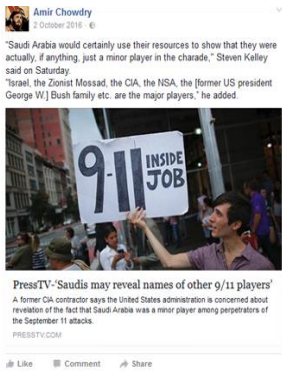 Amir Chowdry
2 October 2016
"Saudi Arabia would certainly use their resources to show that they were
actually, if anything, just a minor player in the charade," Steven Kelley
said on Saturday.
"Israel, the Zionist Mossad, the CIA, the NSA, the [former US president
George W.] Bush family etc. are the major players," he added.
9-11 INSIDE
JOB
PressTV-'Saudis may reveal names of other 9/11 players'
A former CIA contractor says the United States administration is concerned about
revelation of the fact that Saudi Arabia was a minor player among perpetrators of
the September 11 attacks.
PRESSTV.COM
Like Comment Share